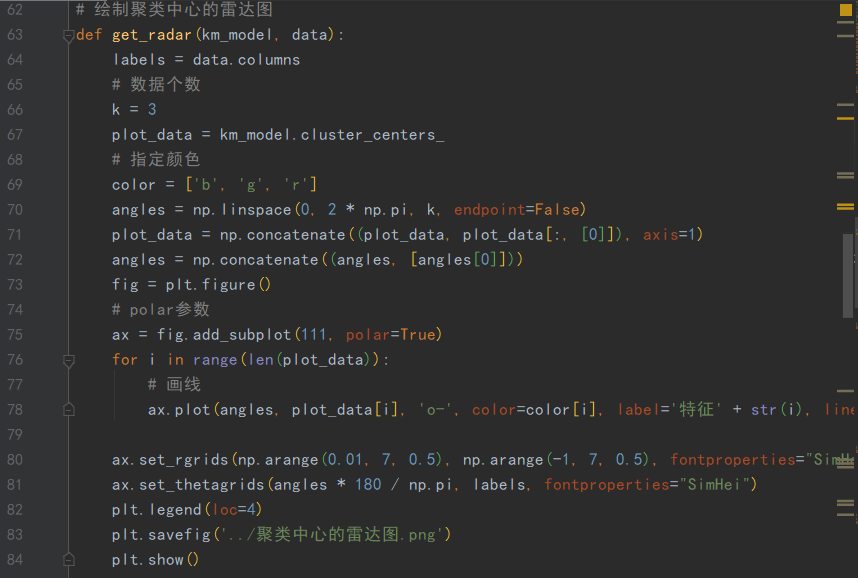 62 # 绘制聚类中心的雷达图
63 def get_radar(km_model, data):
64 labels = data.columns
65 # 数据个数
66 k = 3
67 plot_data = km_model.cluster_centers_
68 # 指定颜色
69 color = ['b', 'g', 'r']
70 angles = np.linspace(0, 2 * np.pi, k, endpoint=False)
71 plot_data = np.concatenate((plot_data, plot_data[:, [0]]), axis=1)
72 angles = np.concatenate((angles, [angles[0]]))
73 fig = plt.figure()
74 # polar参数
75 ax = fig.add_subplot(111, polar=True)
76 for i in range(len(plot_data)):
77 # 画线
78 ax.plot(angles, plot_data[i], 'o-', color=color[i], label='特征' + str(i), line
79
80 ax.set_rgrids(np.arange(0.01, 7, 0.5), np.arange(-1, 7, 0.5), fontproperties="SimHe
81 ax.set_thetagrids(angles * 180 / np.pi, labels, fontproperties="SimHei")
82 plt.legend(loc=4)
83 plt.savefig('../聚类中心的雷达图.png')
84 plt.show()